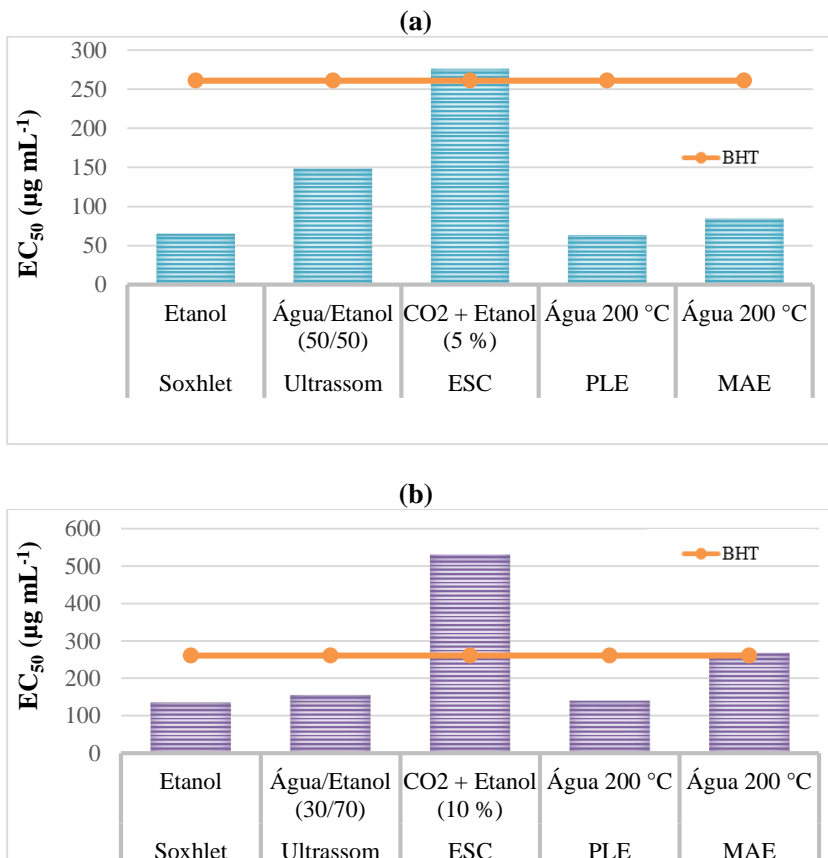 (a)
300
250
200
150
100
50
0
EC50 (µg mL-1)
BHT
Etanol
Água/Etanol (50/50)
CO2 + Etanol (5 %)
Água 200 °C
Água 200 °C
Soxhlet
Ultrassom
ESC
PLE
MAE
(b)
600
500
400
300
200
100
0
EC50 (µg mL-1)
BHT
Etanol
Água/Etanol (30/70)
CO2 + Etanol (10 %)
Água 200 °C
Água 200 °C
Soxhlet
Ultrassom
ESC
PLE
MAE